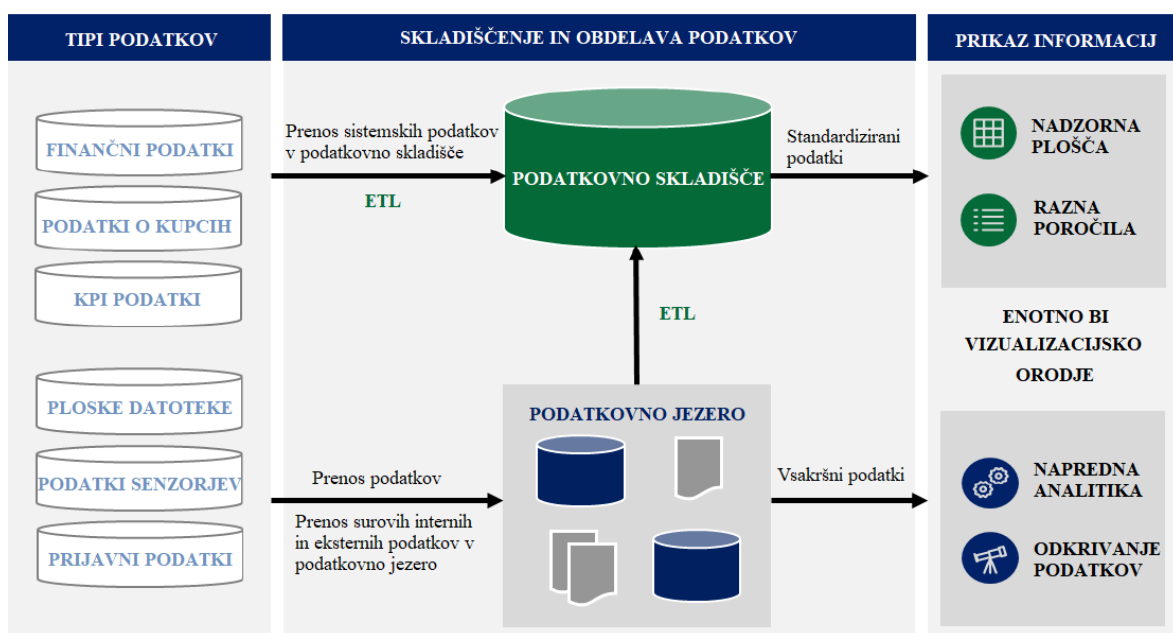 TIPI PODATKOV
SKLADIŠČENJE IN OBDELAVA PODATKOV
PRIKAZ INFORMACIJ
FINANČNI PODATKI
PODATKI O KUPCIH
KPI PODATKI
PLOSKE DATOTEKE
PODATKI SENZORJEV
PRIJAVNI PODATKI
Prenos sistemskih podatkov
v podatkovno skladišče
ETL
PODATKOVNO SKLADIŠČE
Standardizirani
podatki
ETL
PODATKOVNO JEZERO
Prenos podatkov
Prenos surovih internih
in eksternih podatkov v
podatkovno jezero
Vsakršni podatki
NADZORNA
PLOŠČA
RAZNA
POROČILA
ENOTNO BI
VIZUALIZACIJSKO
ORODJE
NAPREDNA
ANALITIKA
ODKRIVANJE
PODATKOV